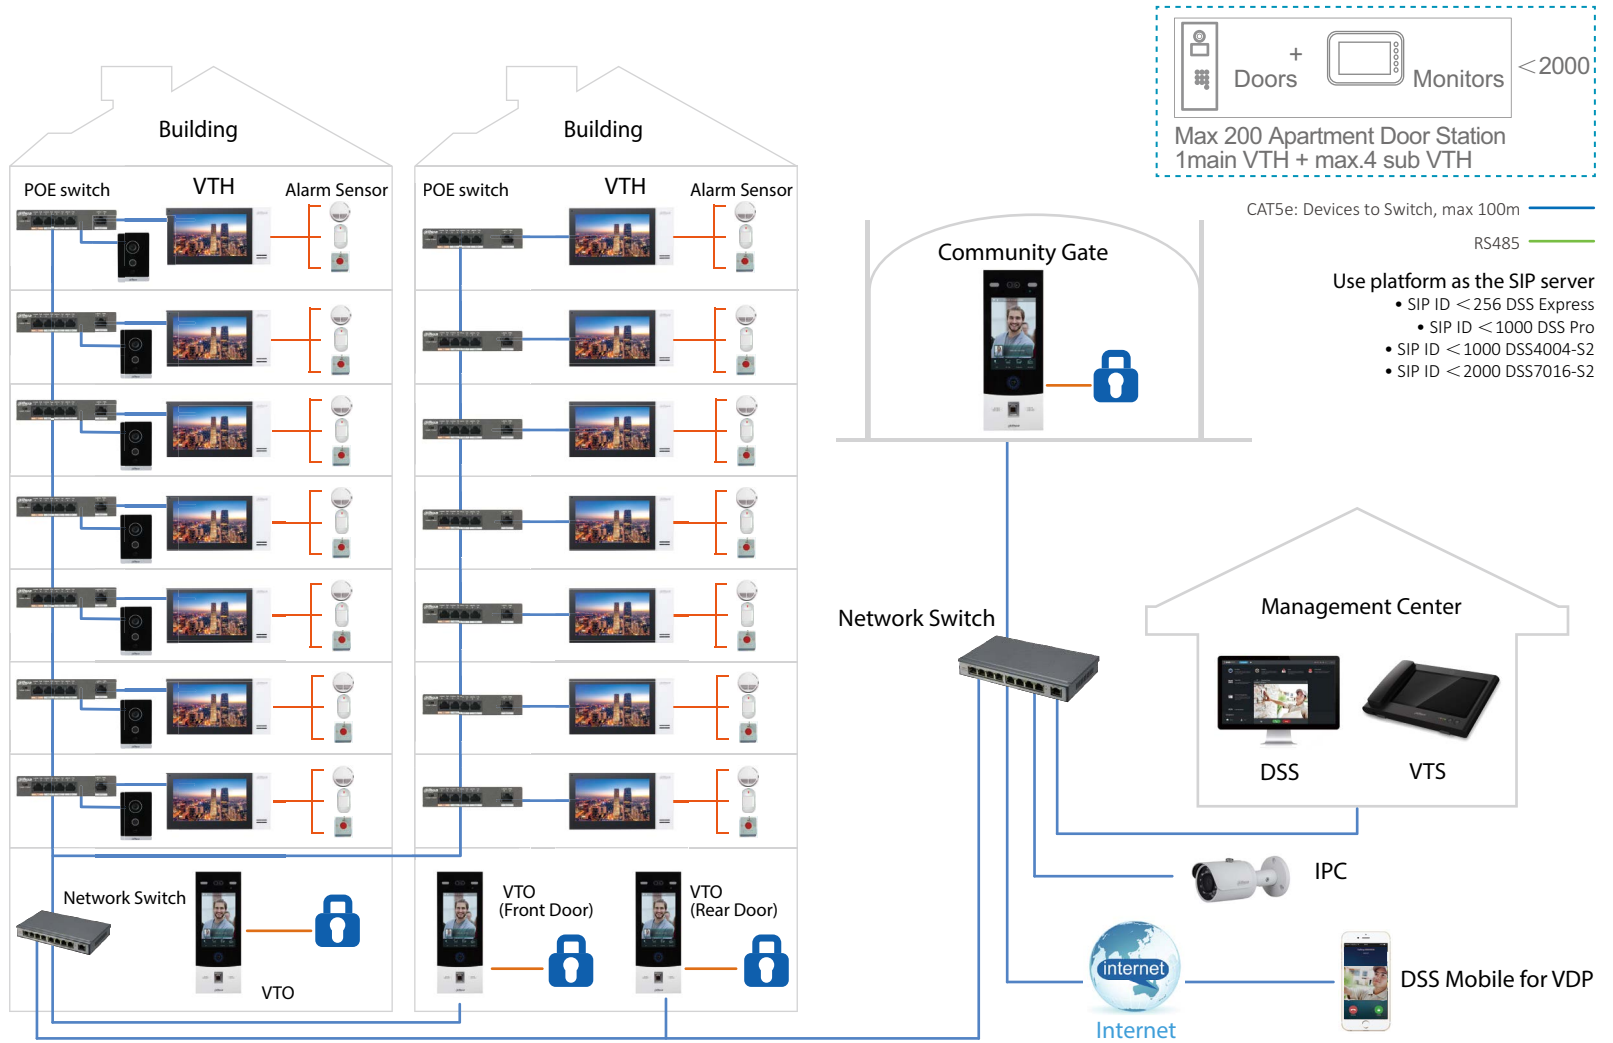 Doors
+
Monitors
＜2000
Max 200 Apartment Door Station
1main VTH + max.4 sub VTH
CAT5e: Devices to Switch, max 100m
RS485
Use platform as the SIP server
• SIP ID ＜256 DSS Express
• SIP ID ＜1000 DSS Pro
• SIP ID ＜1000 DSS4004-S2
• SIP ID ＜2000 DSS7016-S2
Building
POE switch
VTH
Alarm Sensor
Building
POE switch
VTH
Alarm Sensor
Community Gate
Network Switch
Management Center
DSS
VTS
IPC
Network Switch
VTO
VTO
(Front Door)
VTO
(Rear Door)
internet
Internet
DSS Mobile for VDP